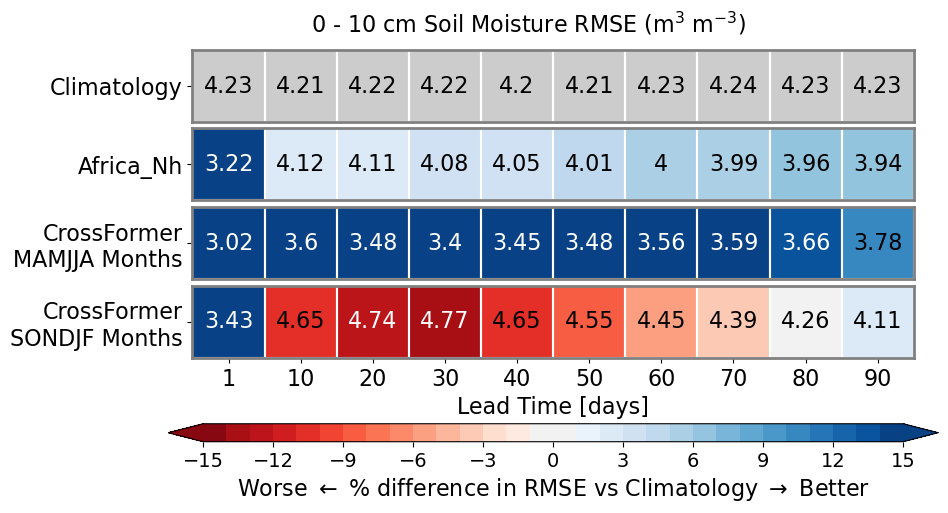 0 - 10 cm Soil Moisture RMSE (m³ m⁻³)
Climatology 4.23 4.21 4.22 4.22 4.2 4.21 4.23 4.24 4.23 4.23
Africa_Nh 3.22 4.12 4.11 4.08 4.05 4.01 4 3.99 3.96 3.94
CrossFormer
MAMJJA Months 3.02 3.6 3.48 3.4 3.45 3.48 3.56 3.59 3.66 3.78
CrossFormer
SONDJF Months 3.43 4.65 4.74 4.77 4.65 4.55 4.45 4.39 4.26 4.11
1 10 20 30 40 50 60 70 80 90
Lead Time [days]
−15 −12 −9 −6 −3 0 3 6 9 12 15
Worse ← % difference in RMSE vs Climatology → Better